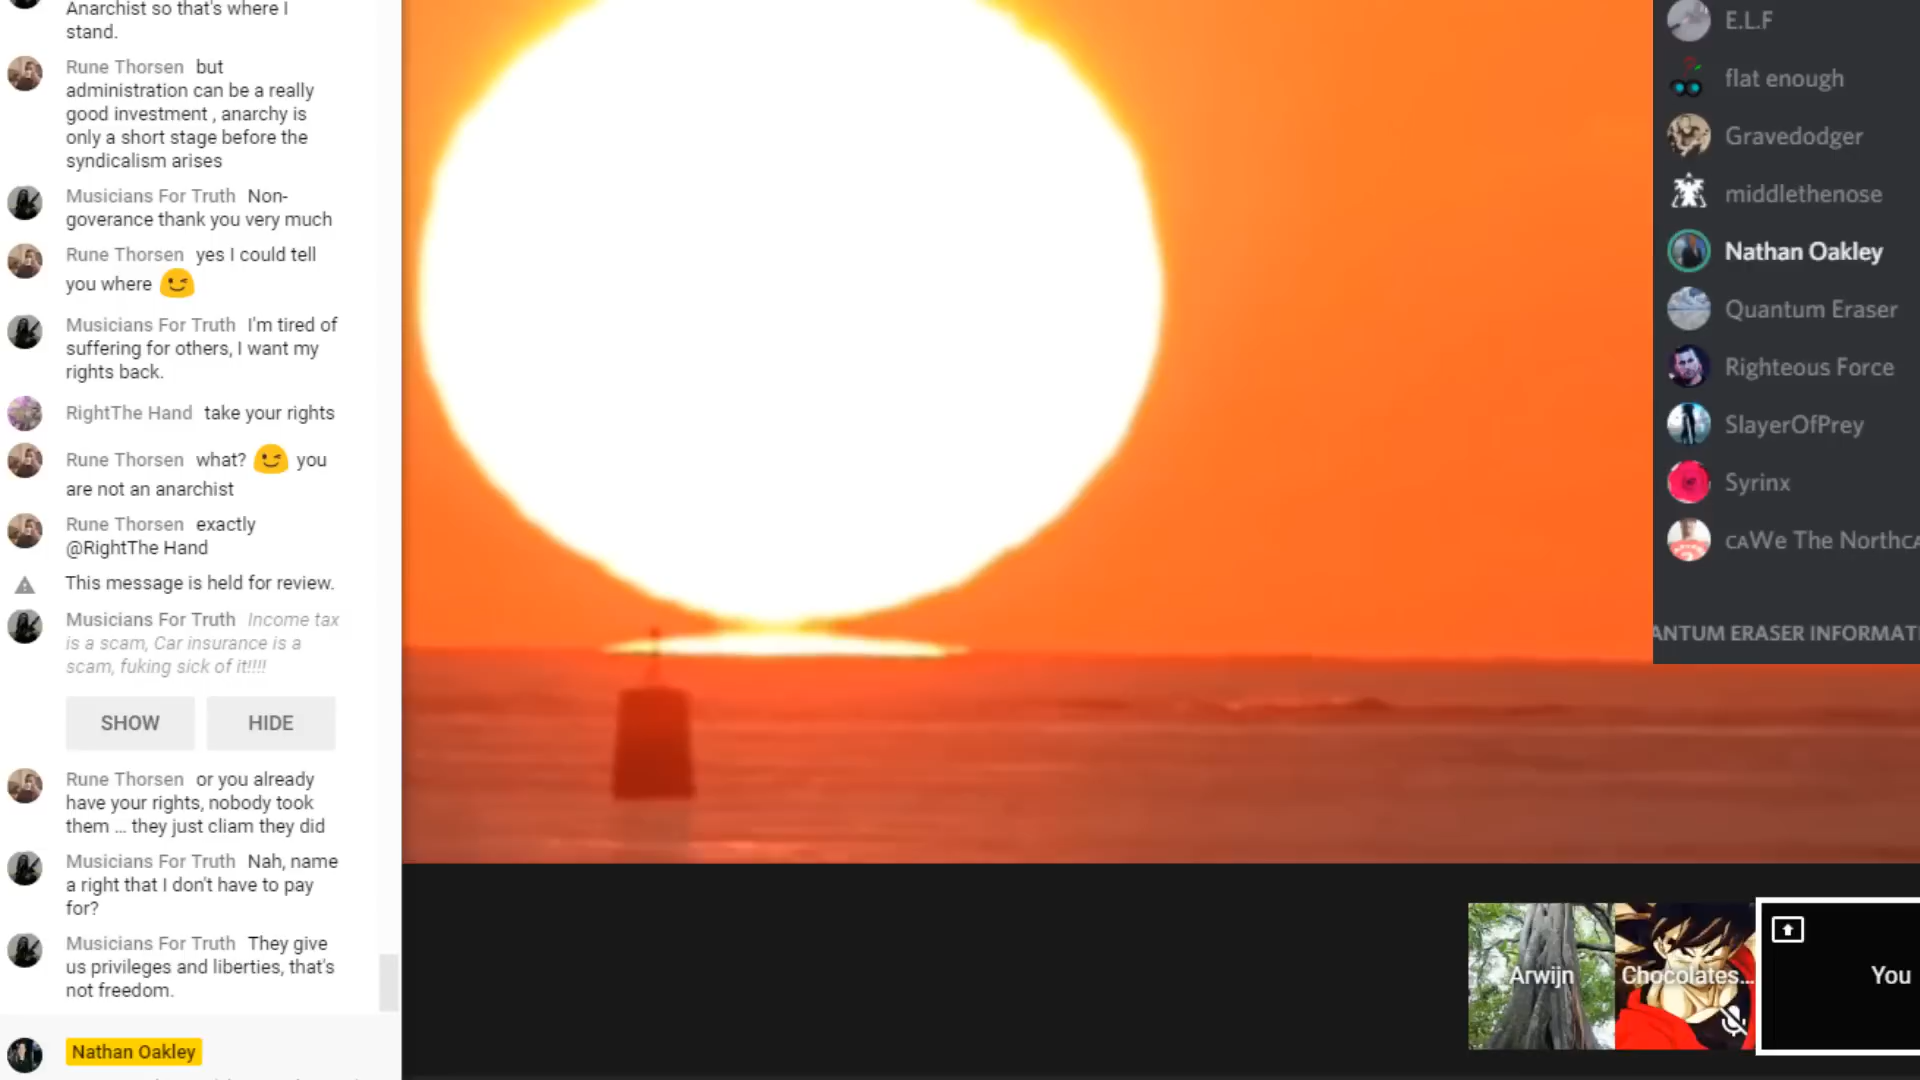 Anarchist so that's where I
stand.
Rune Thorsen but
administration can be a really
good investment , anarchy is
only a short stage before the
syndicalism arises
Musicians For Truth Non-
goverance thank you very much
Rune Thorsen yes I could tell
you where
Musicians For Truth I'm tired of
suffering for others, I want my
rights back.
RightThe Hand take your rights
Rune Thorsen what? you
are not an anarchist
Rune Thorsen exactly
@RightThe Hand
This message is held for review.
Musicians For Truth Income tax
is a scam, Car insurance is a
scam, fuking sick of it!!!!
SHOW HIDE
Rune Thorsen or you already
have your rights, nobody took
them ... they just cliam they did
Musicians For Truth Nah, name
a right that I don't have to pay
for?
Musicians For Truth They give
us privileges and liberties, that's
not freedom.
Nathan Oakley
E.L.F
flat enough
Gravedodger
middlethenose
Nathan Oakley
Quantum Eraser
Righteous Force
SlayerOfPrey
Syrinx
CAWe The NorthCA
ANTUM ERASER INFORMATI
Arwijn
Chocolates...
You